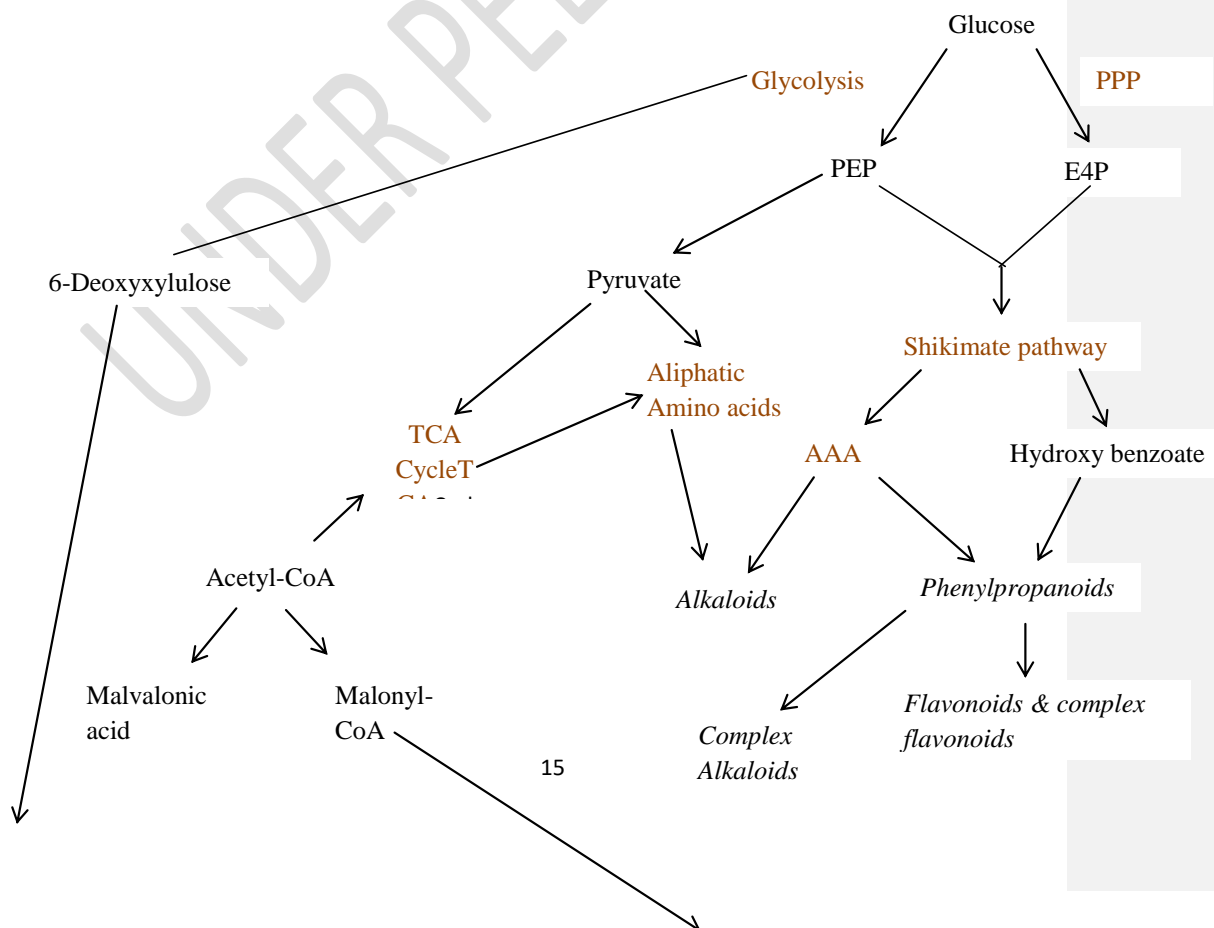 Glucose
Glycolysis
PPP
PEP
E4P
6-Deoxyxylulose
Pyruvate
Shikimate pathway
Aliphatic
Amino acids
TCA
CycleT
AAA
Hydroxy benzoate
Acetyl-CoA
Alkaloids
Phenylpropanoids
Malvalonic
acid
Malonyl-
CoA
Flavonoids & complex
flavonoids
Complex
Alkaloids
15
UNDER